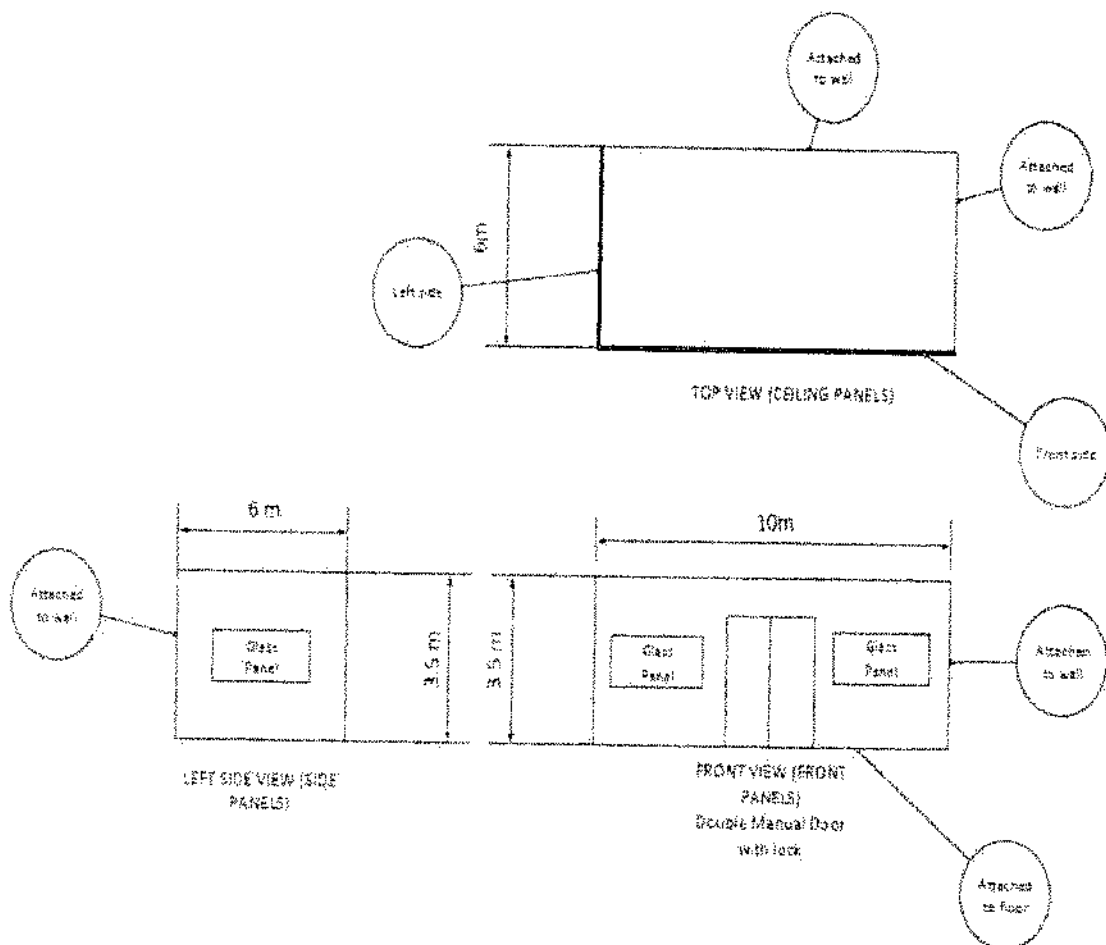 Attached
to wall
Attached
to wall
6m
Left side
TOP VIEW (CEILING PANELS)
Front side
6 m
10m
Attached
to wall
Glass
Panel
3.5 m
3.5 m
Glass
Panel
Glass
Panel
Attached
to wall
LEFT SIDE VIEW (SIDE
PANELS)
FRONT VIEW (FRONT
PANELS)
Double Manual Door
with lock
Attached
to floor